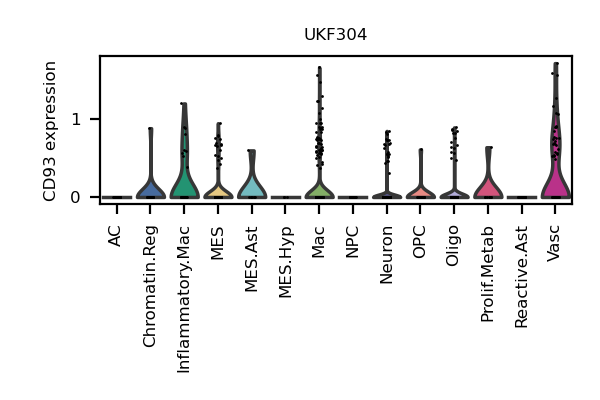 UKF304
CD93 expression
1
0
AC
Chromatin.Reg
Inflammatory.Mac
MES
MES.Ast
MES.Hyp
Mac
NPC
Neuron
OPC
Oligo
Prolif.Metab
Reactive.Ast
Vasc